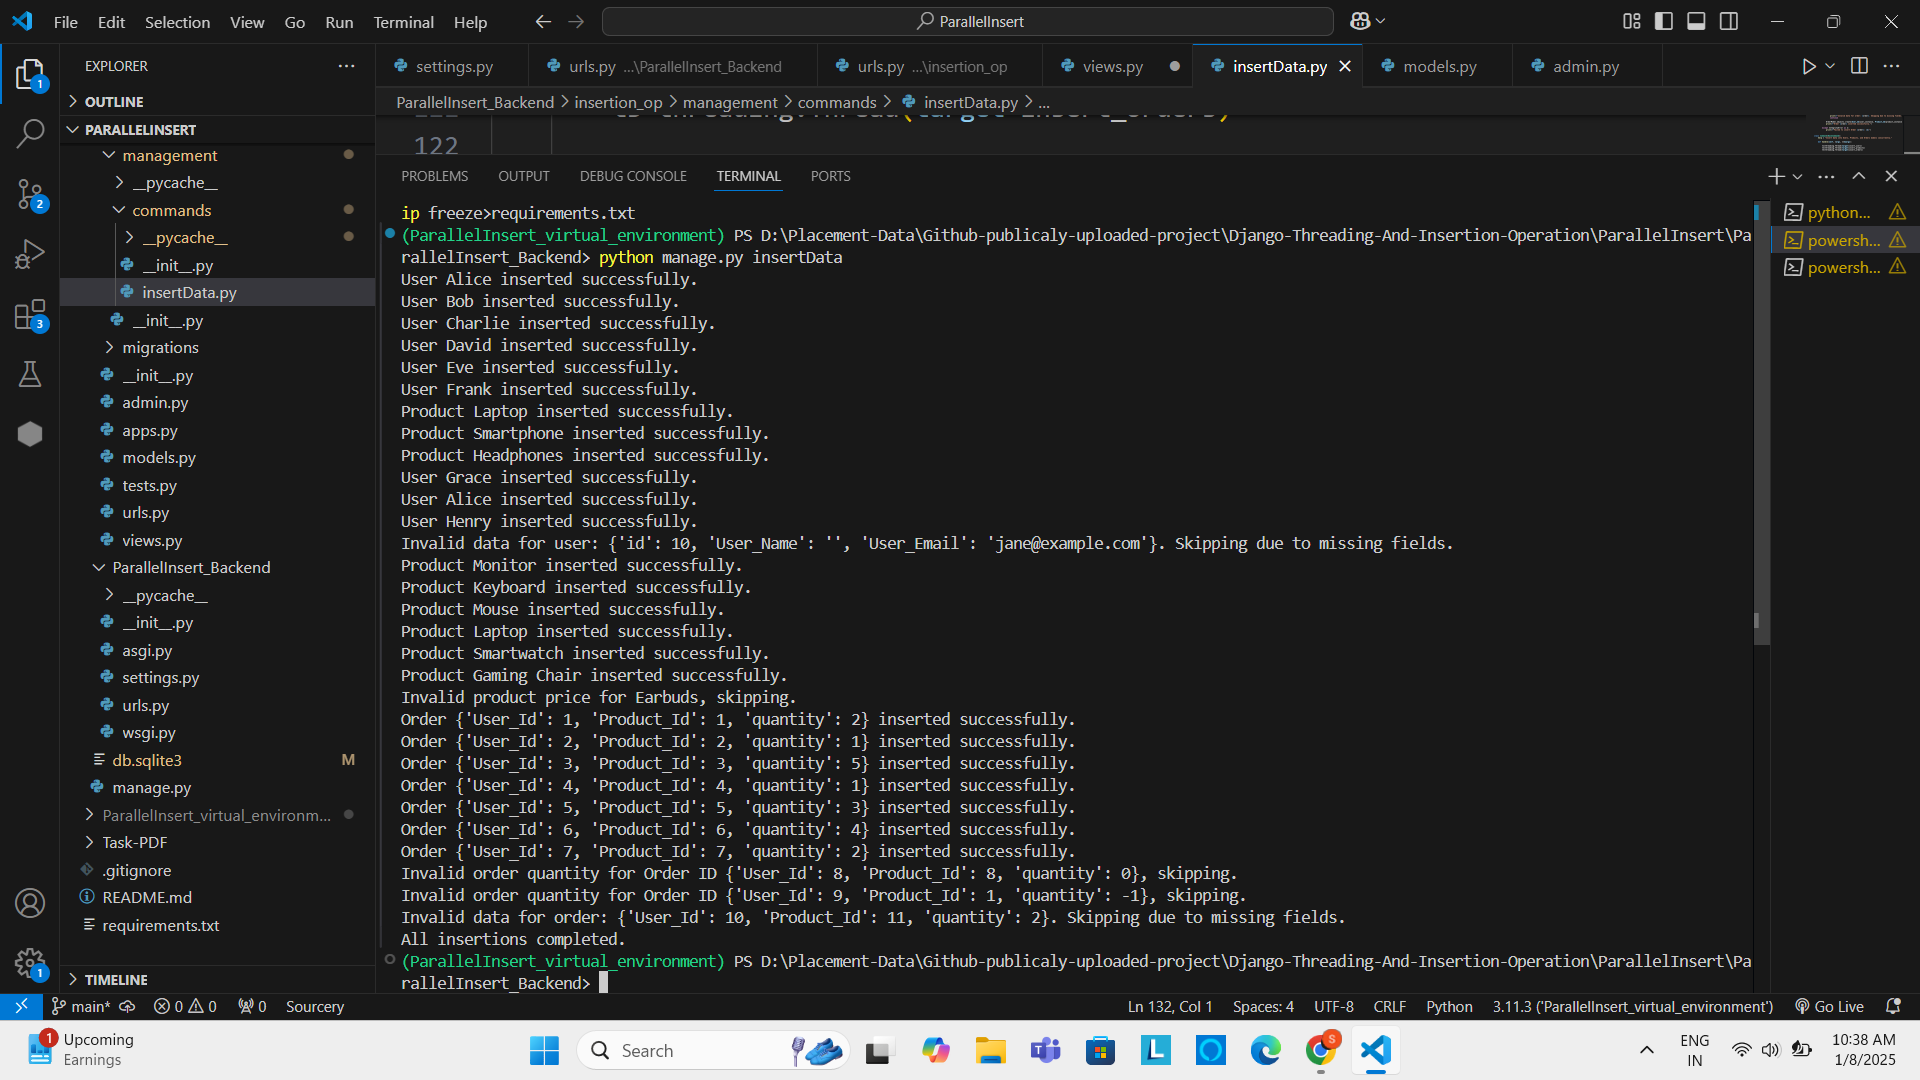 File Edit Selection View Go Run Terminal Help
ParallelInsert
EXPLORER
OUTLINE
PARALLELINSERT
management
__pycache__
commands
__pycache__
__init__.py
insertData.py
__init__.py
migrations
__init__.py
admin.py
apps.py
models.py
tests.py
urls.py
views.py
ParallelInsert_Backend
__pycache__
__init__.py
asgi.py
settings.py
urls.py
wsgi.py
db.sqlite3 M
manage.py
ParallelInsert_virtual_environm...
Task-PDF
.gitignore
README.md
requirements.txt
TIMELINE
1
2
3
1
settings.py urls.py ...\ParallelInsert_Backend urls.py ...\insertion_op views.py insertData.py models.py admin.py
ParallelInsert_Backend > insertion_op > management > commands > insertData.py > ...
122
PROBLEMS OUTPUT DEBUG CONSOLE TERMINAL PORTS
ip freeze>requirements.txt
(ParallelInsert_virtual_environment) PS D:\Placement-Data\Github-publicaly-uploaded-project\Django-Threading-And-Insertion-Operation\ParallelInsert\Pa
rallelInsert_Backend> python manage.py insertData
User Alice inserted successfully.
User Bob inserted successfully.
User Charlie inserted successfully.
User David inserted successfully.
User Eve inserted successfully.
User Frank inserted successfully.
Product Laptop inserted successfully.
Product Smartphone inserted successfully.
Product Headphones inserted successfully.
User Grace inserted successfully.
User Alice inserted successfully.
User Henry inserted successfully.
Invalid data for user: {'id': 10, 'User_Name': '', 'User_Email': 'jane@example.com'}. Skipping due to missing fields.
Product Monitor inserted successfully.
Product Keyboard inserted successfully.
Product Mouse inserted successfully.
Product Laptop inserted successfully.
Product Smartwatch inserted successfully.
Product Gaming Chair inserted successfully.
Invalid product price for Earbuds, skipping.
Order {'User_Id': 1, 'Product_Id': 1, 'quantity': 2} inserted successfully.
Order {'User_Id': 2, 'Product_Id': 2, 'quantity': 1} inserted successfully.
Order {'User_Id': 3, 'Product_Id': 3, 'quantity': 5} inserted successfully.
Order {'User_Id': 4, 'Product_Id': 4, 'quantity': 1} inserted successfully.
Order {'User_Id': 5, 'Product_Id': 5, 'quantity': 3} inserted successfully.
Order {'User_Id': 6, 'Product_Id': 6, 'quantity': 4} inserted successfully.
Order {'User_Id': 7, 'Product_Id': 7, 'quantity': 2} inserted successfully.
Invalid order quantity for Order ID {'User_Id': 8, 'Product_Id': 8, 'quantity': 0}, skipping.
Invalid order quantity for Order ID {'User_Id': 9, 'Product_Id': 1, 'quantity': -1}, skipping.
Invalid data for order: {'User_Id': 10, 'Product_Id': 11, 'quantity': 2}. Skipping due to missing fields.
All insertions completed.
(ParallelInsert_virtual_environment) PS D:\Placement-Data\Github-publicaly-uploaded-project\Django-Threading-And-Insertion-Operation\ParallelInsert\Pa
rallelInsert_Backend>
python...
powersh...
powersh...
main* 0 0 0 Sourcery Ln 132, Col 1 Spaces: 4 UTF-8 CRLF Python 3.11.3 ('ParallelInsert_virtual_environment') Go Live
1 Upcoming
Earnings
Search
L
S
ENG
IN
10:38 AM
1/8/2025